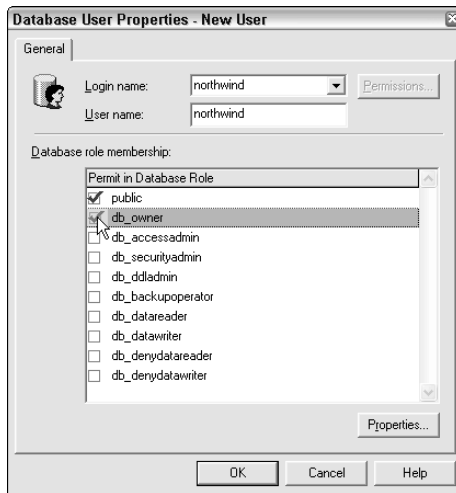 Database User Properties - New User
General
Login name: northwind Permissions...
User name: northwind
Database role membership:
Permit in Database Role
public
db_owner
db_accessadmin
db_securityadmin
db_ddladmin
db_backupoperator
db_datareader
db_datawriter
db_denydatareader
db_denydatawriter
Properties...
OK Cancel Help